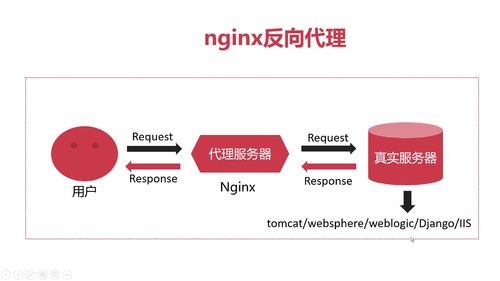 nginx反向代理
Request
Request
代理服务器
真实服务器
Response
Response
用户
Nginx
tomcat/websphere/weblogic/Django/IIS